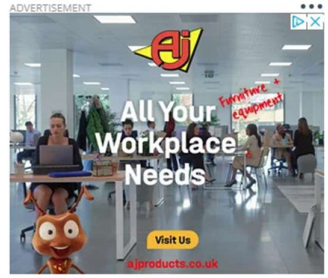 ADVERTISEMENT
Aj
All Your
Furniture +
equipment
Workplace
Needs
Visit Us
ajproducts.co.uk